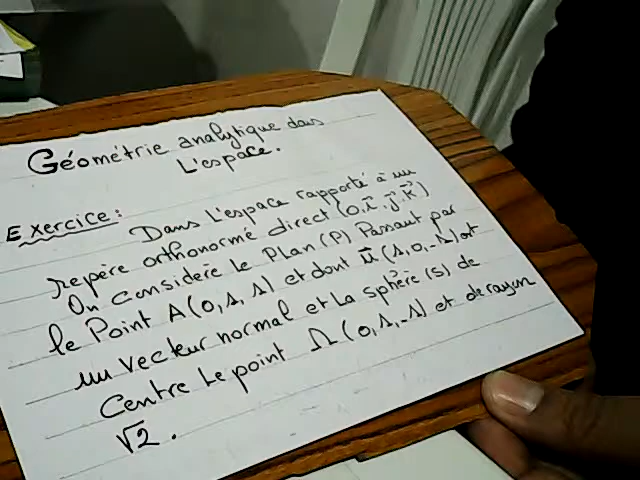 Géométrie analytique dans
L'espace.
Exercice:
Dans L'espace rapporté à un
repère orthonormé direct (o, i⃗, j⃗, k⃗)
On considère le Plan (P) Passant par
le Point A(0, 1, 1) et dont u⃗ (1, 0, -1) est
un vecteur normal et La sphère (s) de
Centre Le point Ω (0, 1, -1) et de rayon
√2.